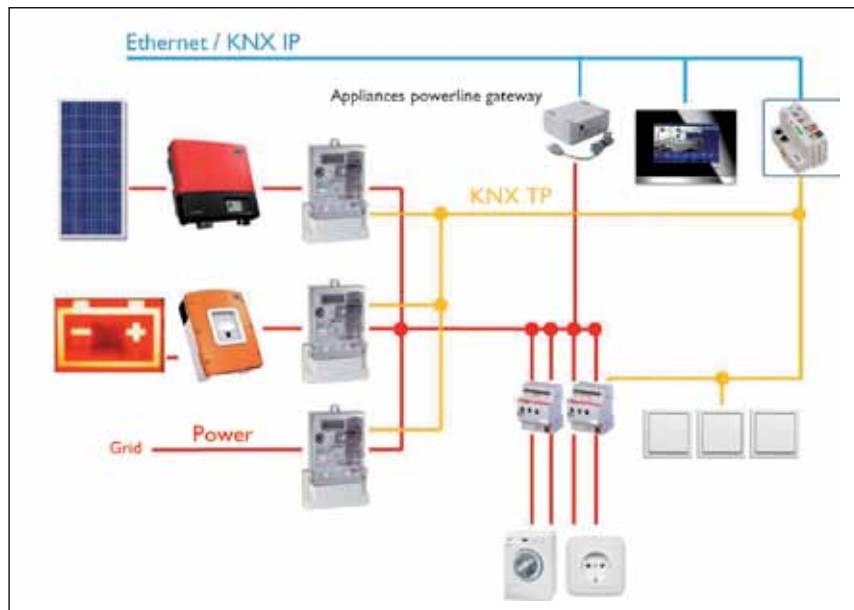 Ethernet / KNX IP
Appliances powerline gateway
KNX TP
Power
Grid